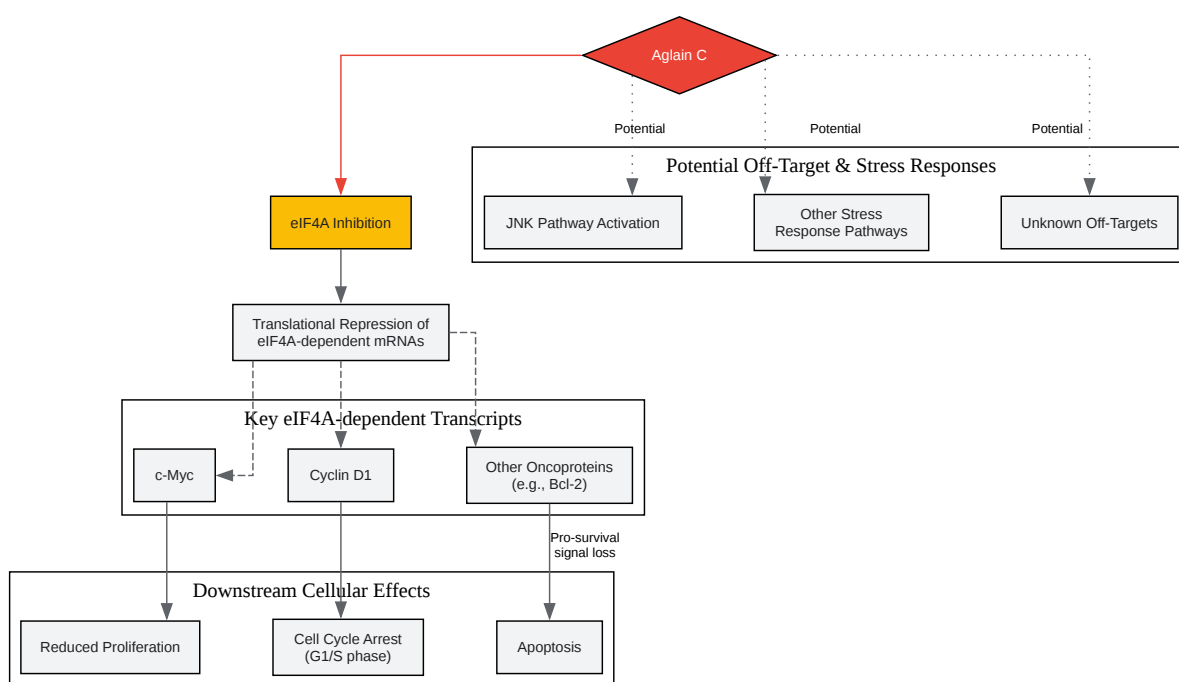 Aglain C
Potential
Potential
Potential
Potential Off-Target & Stress Responses
JNK Pathway Activation
Other Stress
Response Pathways
Unknown Off-Targets
eIF4A Inhibition
Translational Repression of
eIF4A-dependent mRNAs
Key eIF4A-dependent Transcripts
c-Myc
Cyclin D1
Other Oncoproteins
(e.g., Bcl-2)
Pro-survival
signal loss
Downstream Cellular Effects
Reduced Proliferation
Cell Cycle Arrest
(G1/S phase)
Apoptosis